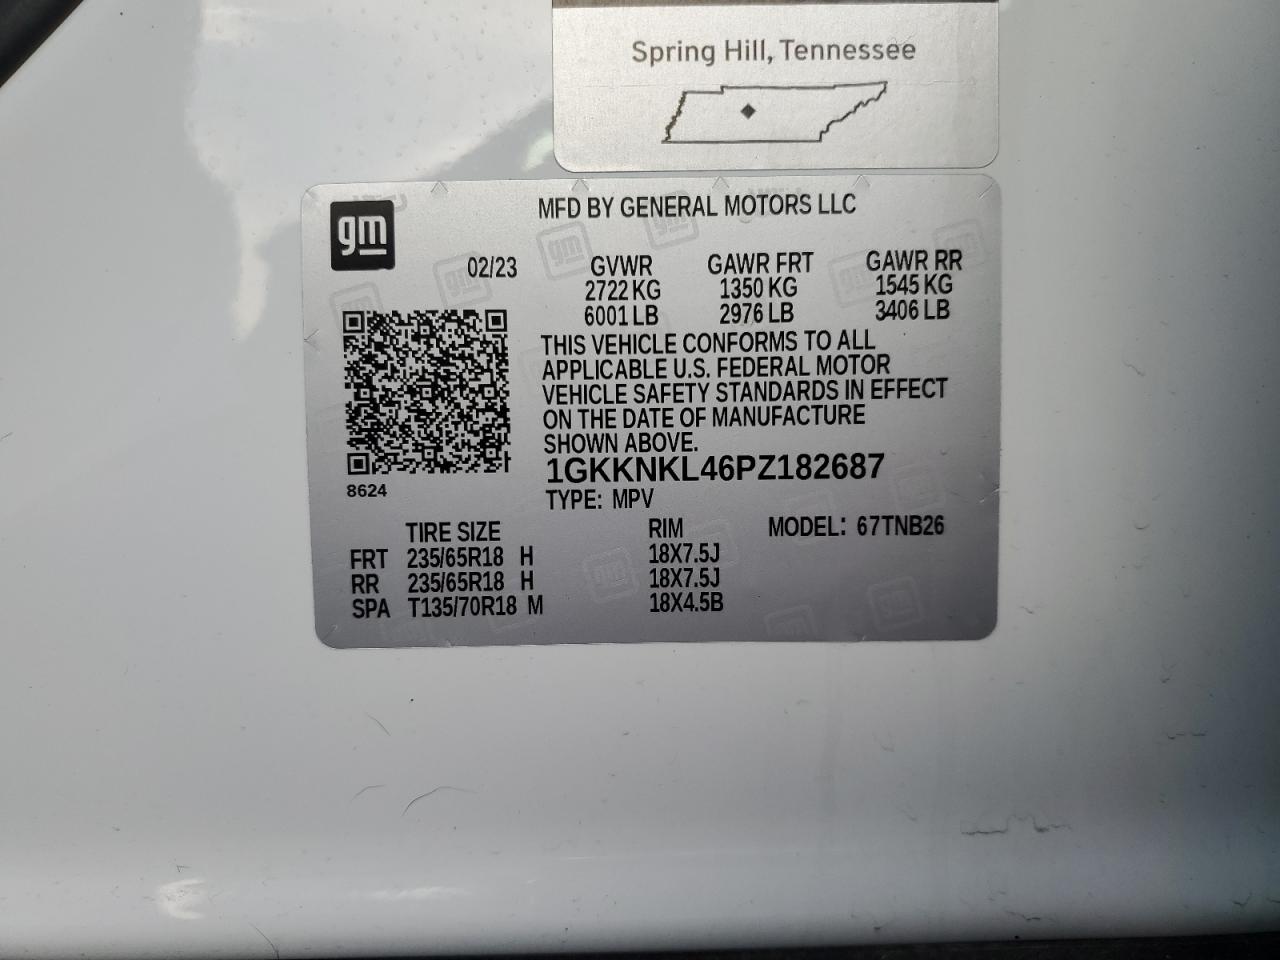 Spring Hill, Tennessee
gm
MFD BY GENERAL MOTORS LLC
02/23 GVWR GAWR FRT GAWR RR
2722 KG 1350 KG 1545 KG
6001 LB 2976 LB 3406 LB
THIS VEHICLE CONFORMS TO ALL
APPLICABLE U.S. FEDERAL MOTOR
VEHICLE SAFETY STANDARDS IN EFFECT
ON THE DATE OF MANUFACTURE
SHOWN ABOVE.
1GKKNKL46PZ182687
8624
TYPE: MPV
TIRE SIZE RIM MODEL: 67TNB26
FRT 235/65R18 H 18X7.5J
RR 235/65R18 H 18X7.5J
SPA T135/70R18 M 18X4.5B